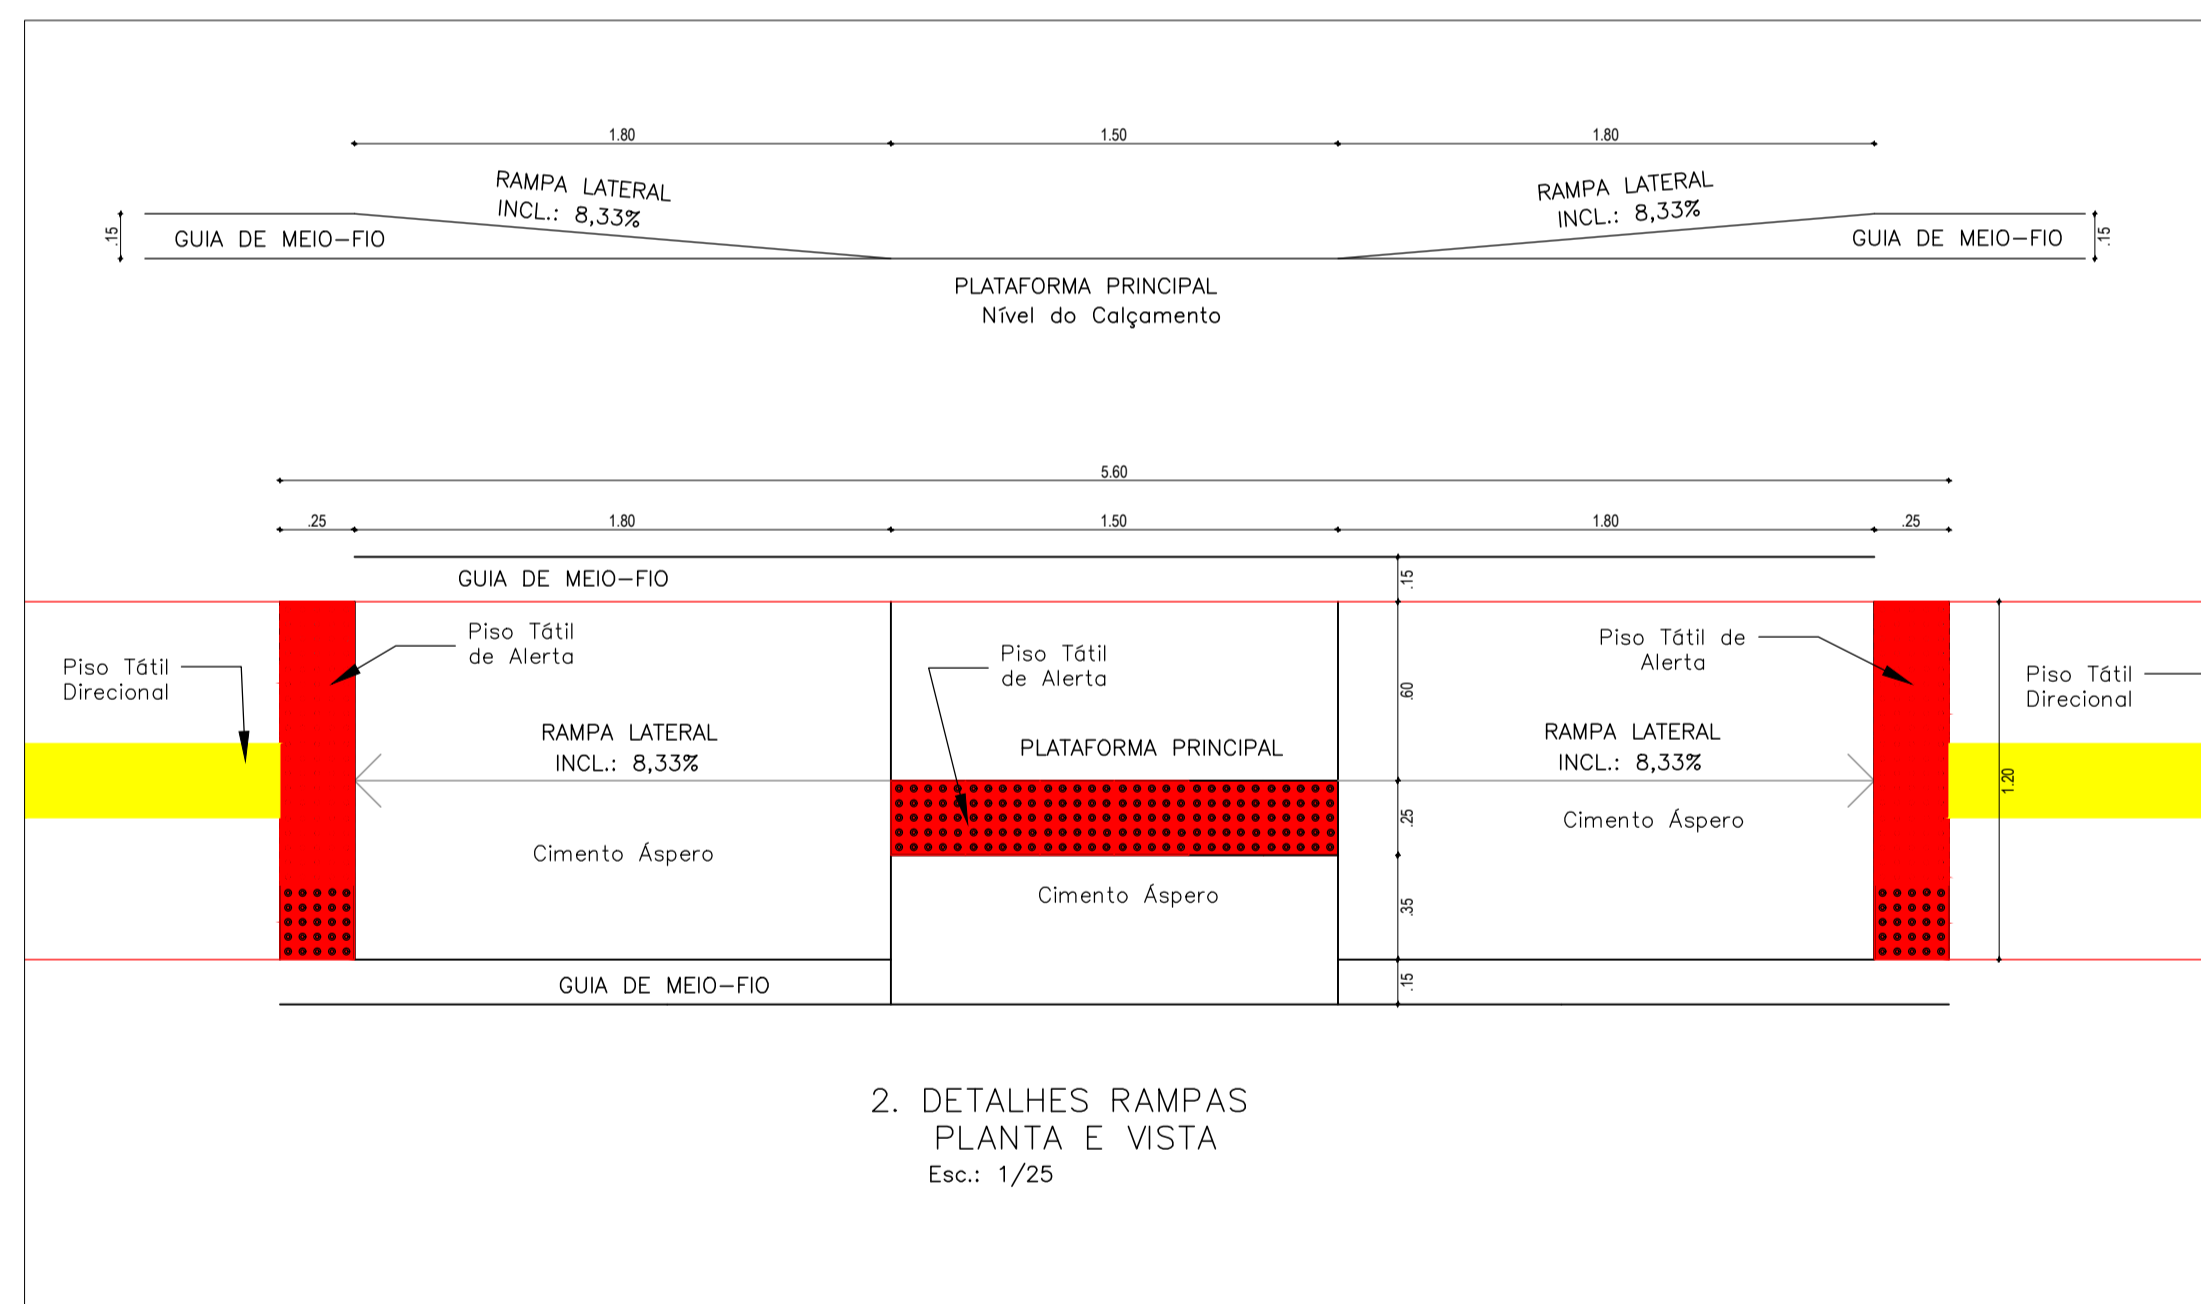 1.80
1.50
1.80
RAMPA LATERAL
INCL.: 8,33%
RAMPA LATERAL
INCL.: 8,33%
.15
GUIA DE MEIO-FIO
GUIA DE MEIO-FIO
.15
PLATAFORMA PRINCIPAL
Nível do Calçamento
5.60
.25
1.80
1.50
1.80
.25
GUIA DE MEIO-FIO
.15
Piso Tátil
de Alerta
Piso Tátil
de Alerta
Piso Tátil de
Alerta
Piso Tátil
Direcional
Piso Tátil
Direcional
.60
RAMPA LATERAL
INCL.: 8,33%
PLATAFORMA PRINCIPAL
RAMPA LATERAL
INCL.: 8,33%
1.20
.25
Cimento Áspero
Cimento Áspero
Cimento Áspero
.35
GUIA DE MEIO-FIO
.15
2. DETALHES RAMPAS
PLANTA E VISTA
Esc.: 1/25